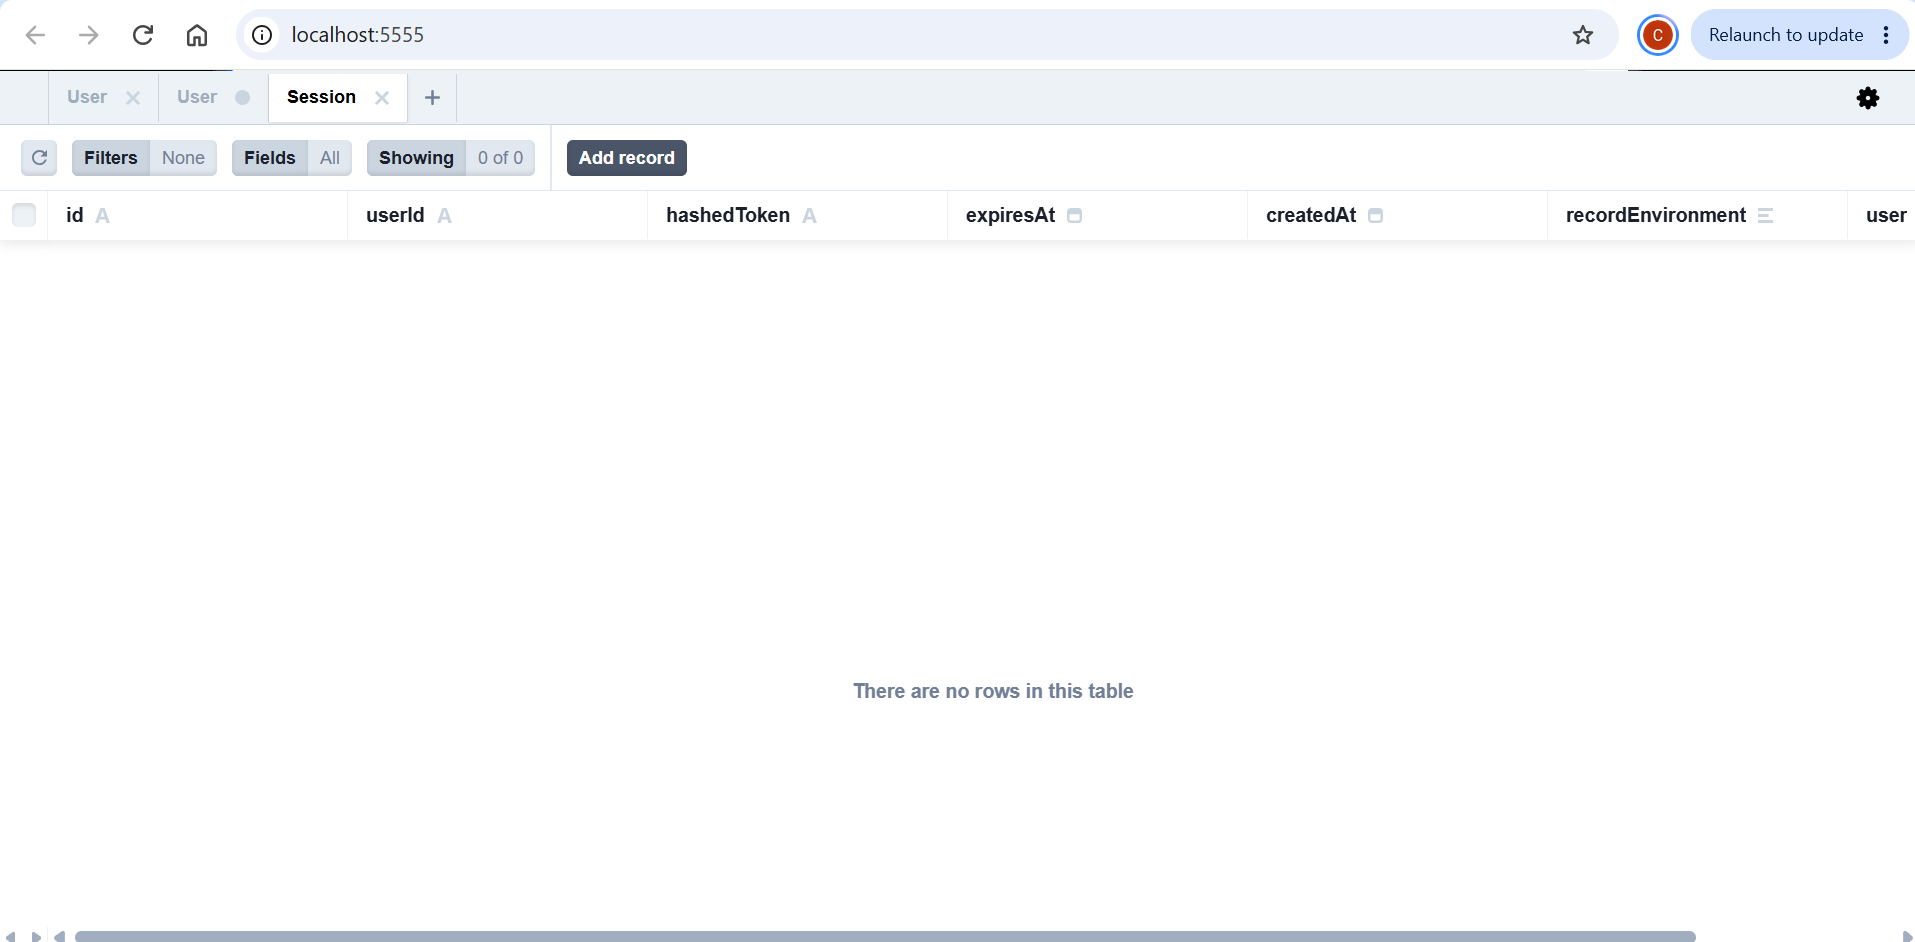 localhost:5555
C
Relaunch to update
User
User
Session
Filters None
Fields All
Showing 0 of 0
Add record
id A
userId A
hashedToken A
expiresAt
createdAt
recordEnvironment
user
There are no rows in this table